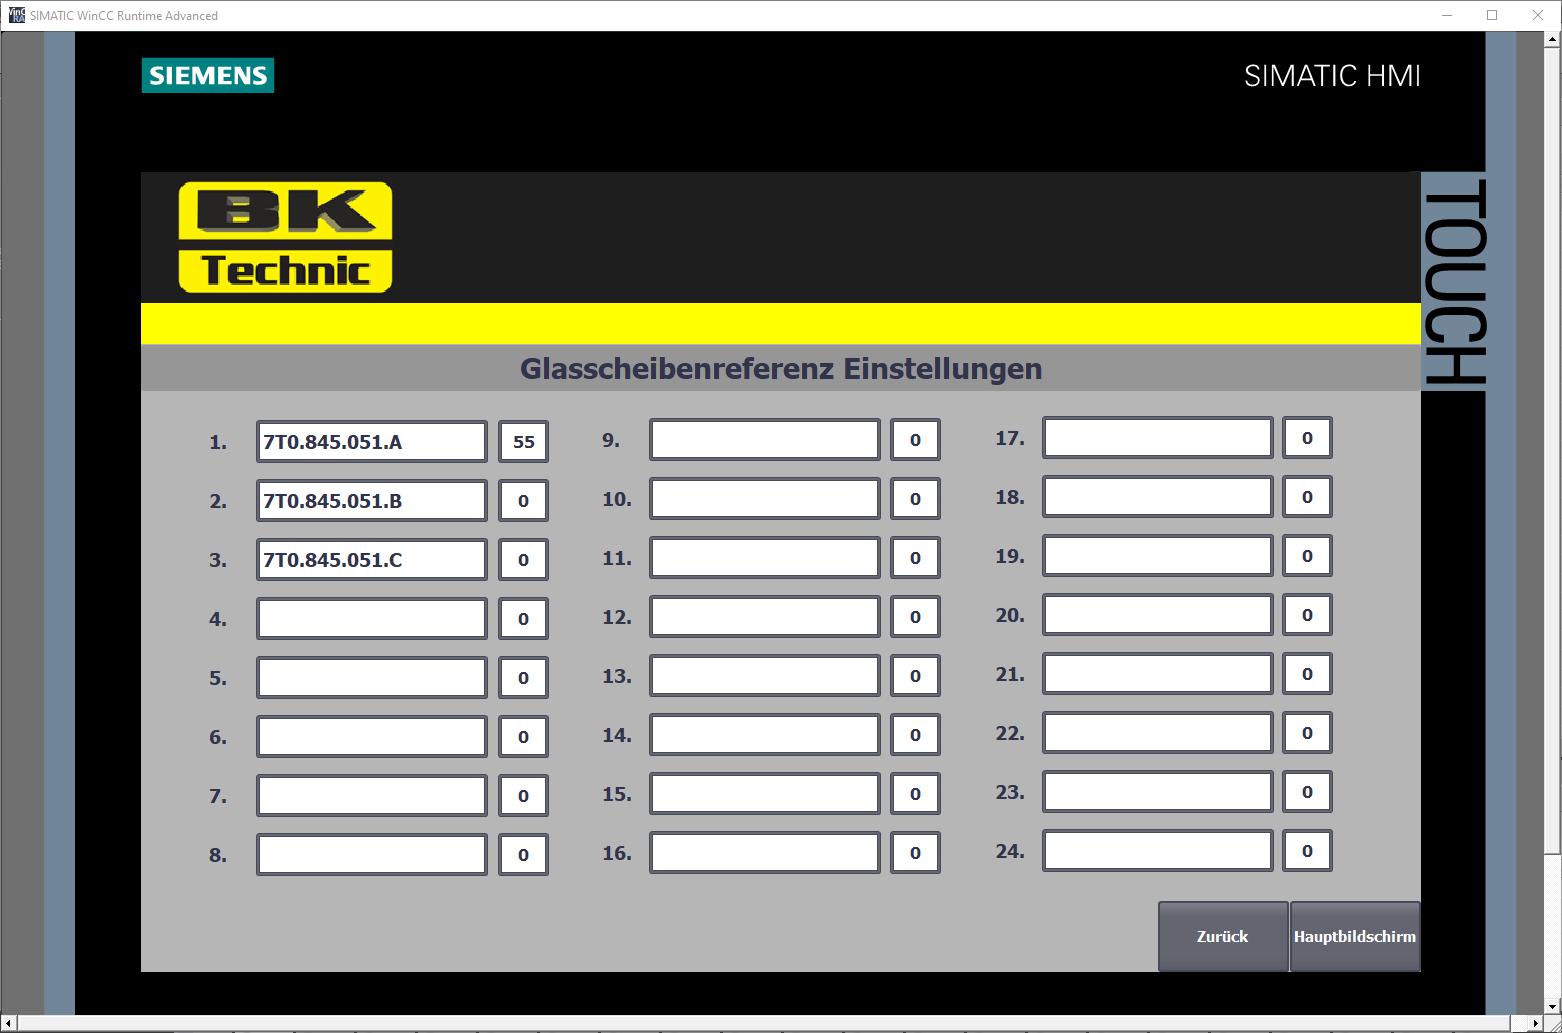 SIMATIC WinCC Runtime Advanced
SIEMENS
SIMATIC HMI
TOUCH
BK
Technic
Glasscheibenreferenz Einstellungen
1. 7T0.845.051.A 55
2. 7T0.845.051.B 0
3. 7T0.845.051.C 0
4. 0
5. 0
6. 0
7. 0
8. 0
9. 0
10. 0
11. 0
12. 0
13. 0
14. 0
15. 0
16. 0
17. 0
18. 0
19. 0
20. 0
21. 0
22. 0
23. 0
24. 0
Zurück
Hauptbildschirm